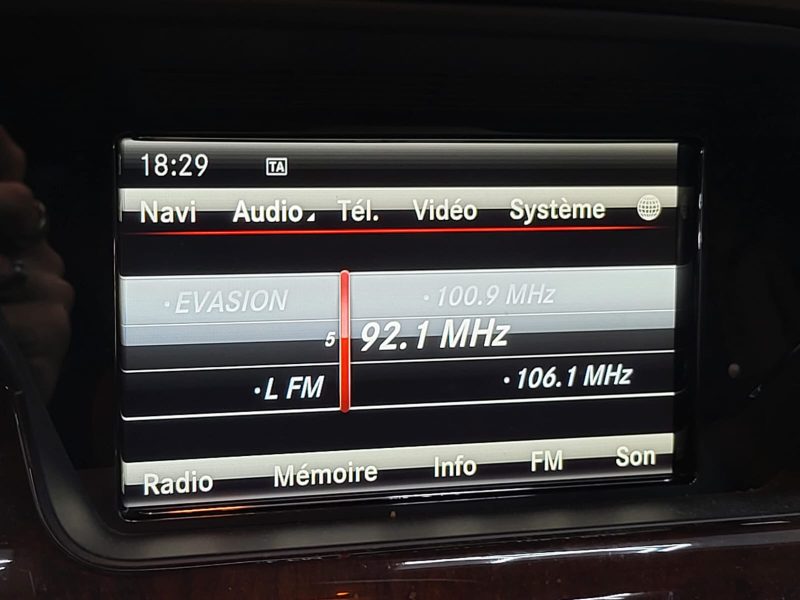 18:29 TA
Navi Audio Tél. Vidéo Système
·EVASION ·100.9 MHz
5 92.1 MHz
·L FM ·106.1 MHz
Radio Mémoire Info FM Son